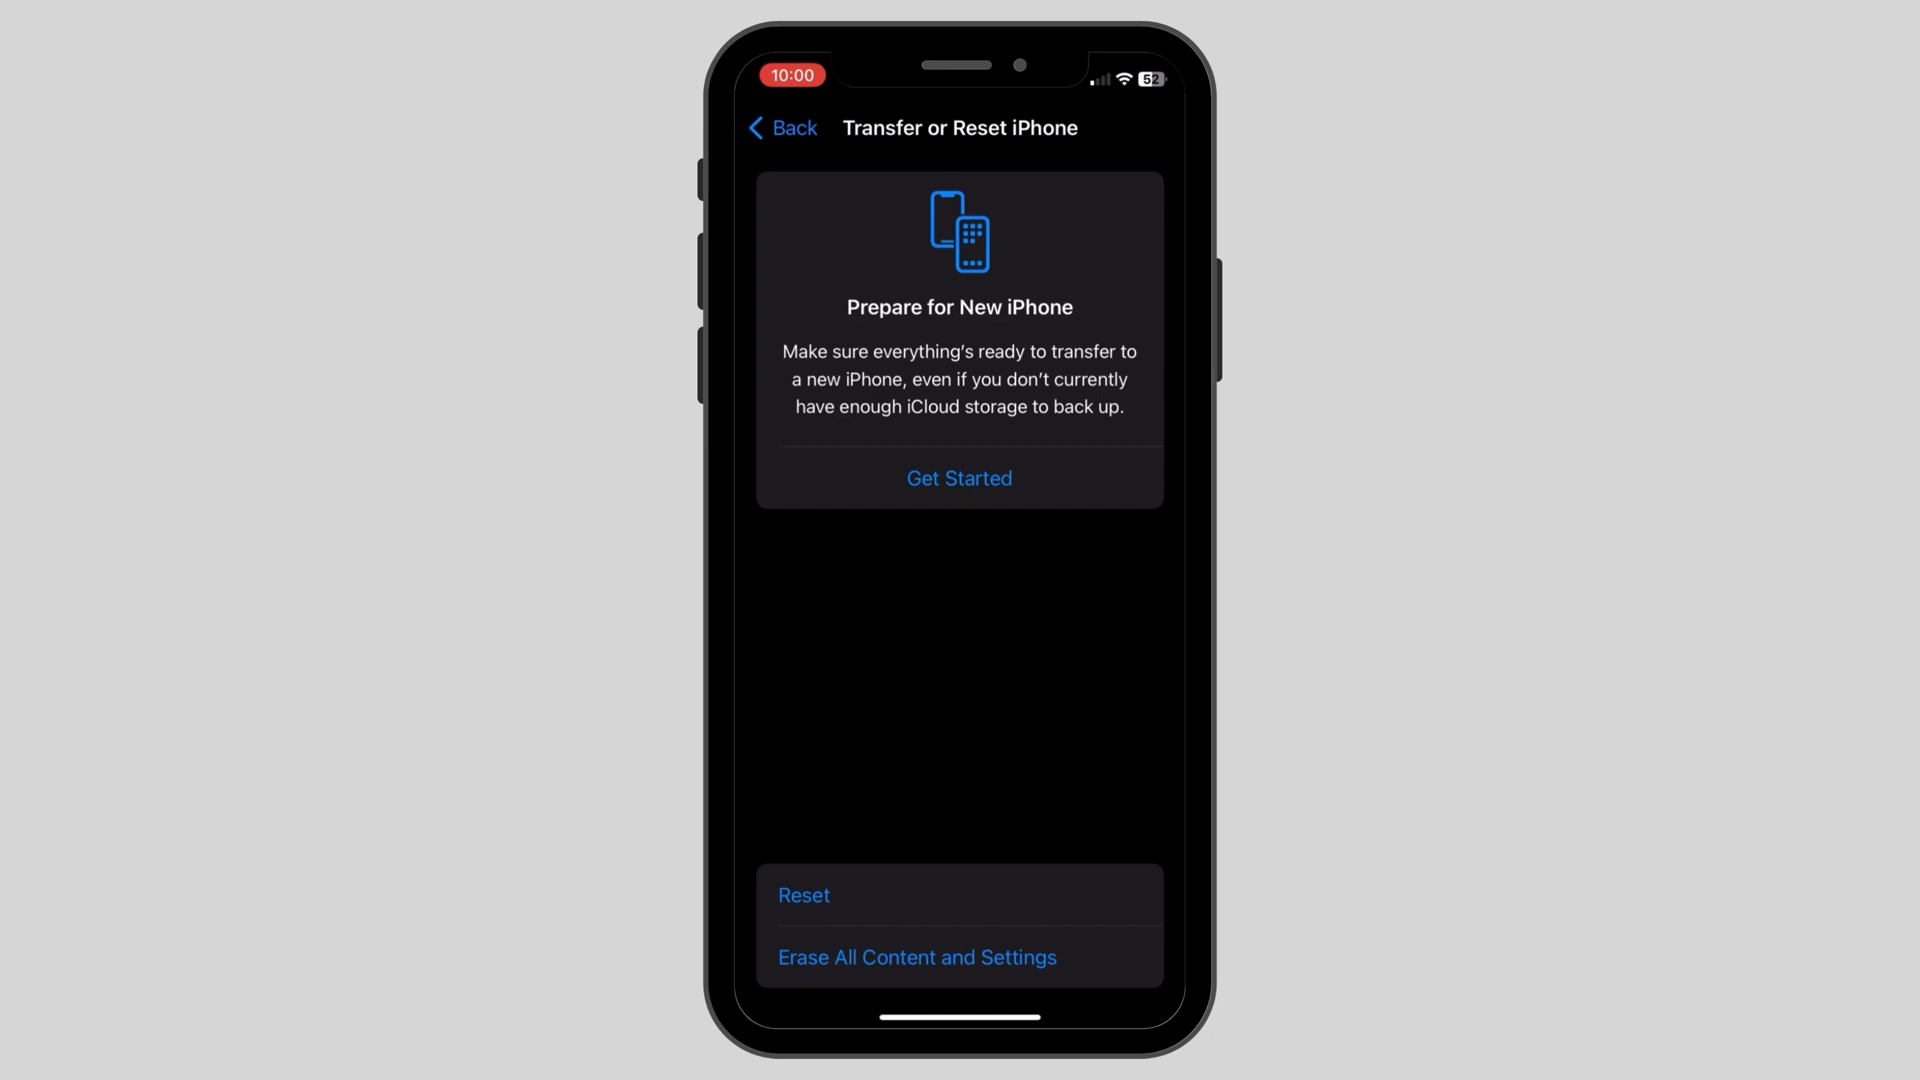 10:00
52
Back
Transfer or Reset iPhone
Prepare for New iPhone
Make sure everything's ready to transfer to
a new iPhone, even if you don't currently
have enough iCloud storage to back up.
Get Started
Reset
Erase All Content and Settings